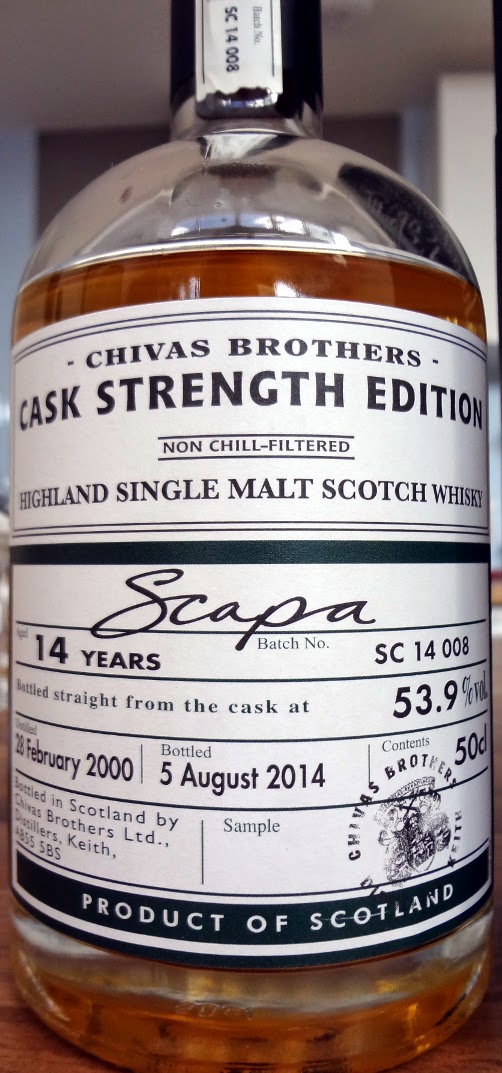 Batch No.
SC 14 008
- CHIVAS BROTHERS -
CASK STRENGTH EDITION
NON CHILL-FILTERED
HIGHLAND SINGLE MALT SCOTCH WHISKY
Scapa
Aged 14 YEARS
Batch No. SC 14 008
Bottled straight from the cask at 53.9 % vol.
Distilled
28 February 2000
Bottled
5 August 2014
Contents
50cl
Bottled in Scotland by
Chivas Brothers Ltd.,
Distillers, Keith,
AB55 5BS
Sample
CHIVAS BROTHERS
KEITH
PRODUCT OF SCOTLAND